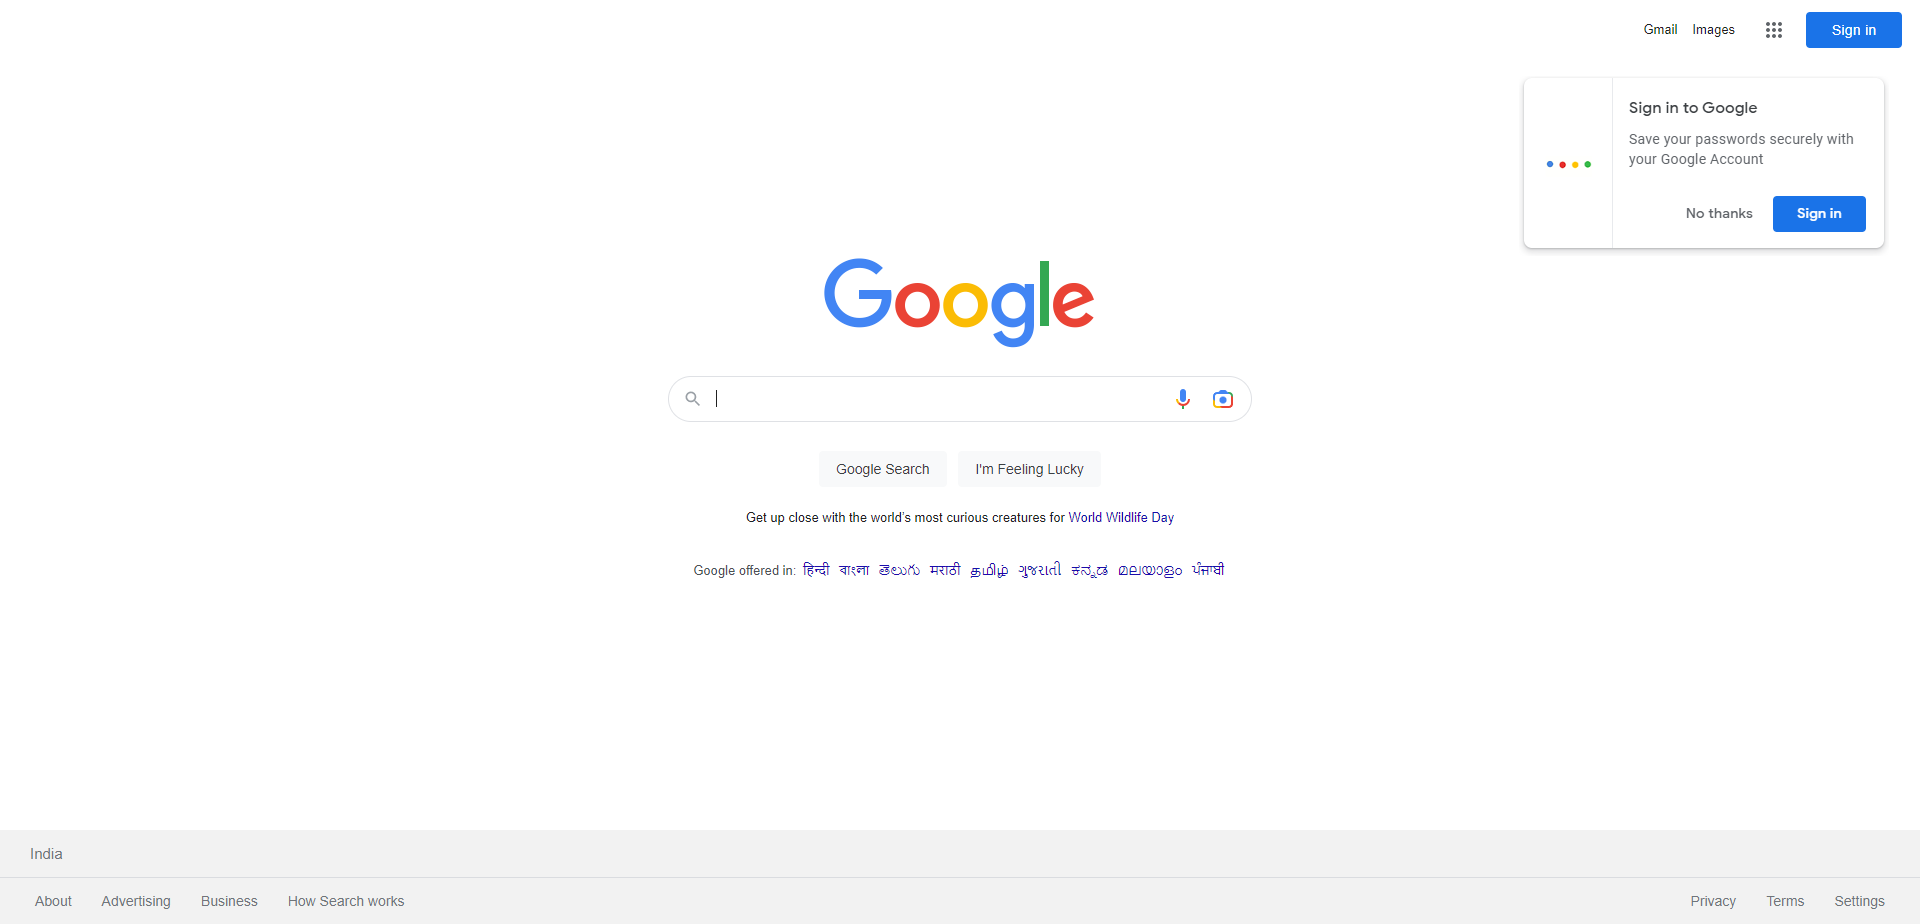 Gmail Images Sign in
Sign in to Google
Save your passwords securely with
your Google Account
No thanks Sign in
Google
Google Search I'm Feeling Lucky
Get up close with the world's most curious creatures for World Wildlife Day
Google offered in: हिन्दी বাংলা తెలుగు मराठी தமிழ் ગુજરાતી ಕನ್ನಡ മലയാളം ਪੰਜਾਬੀ
India
About Advertising Business How Search works Privacy Terms Settings